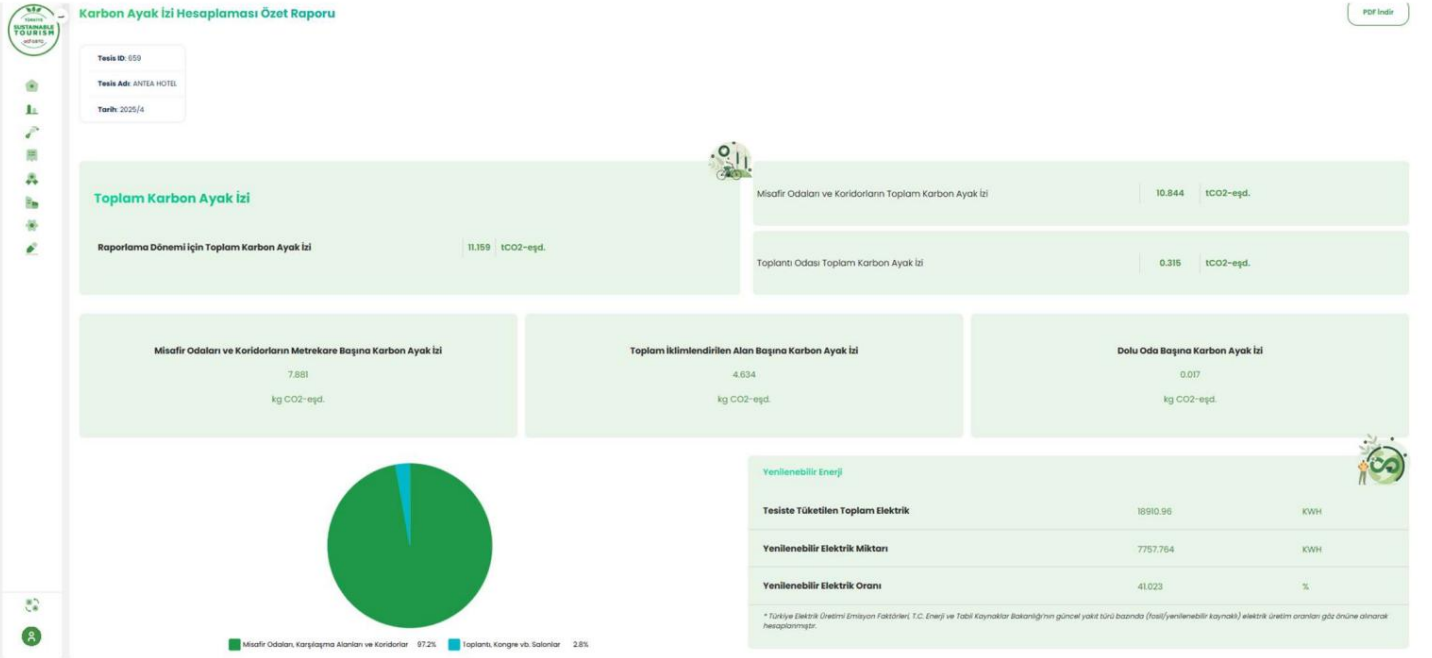 TÜRKİYE
SUSTAINABLE
TOURISM
Karbon Ayak İzi Hesaplaması Özet Raporu
PDF İndir
Tesis ID: 659
Tesis Adı: ANTEA HOTEL
Tarih: 2025/4
Toplam Karbon Ayak İzi
Raporlama Dönemi için Toplam Karbon Ayak İzi 11.159 tCO2-eşd.
Misafir Odaları ve Koridorların Toplam Karbon Ayak İzi 10.844 tCO2-eşd.
Toplantı Odası Toplam Karbon Ayak İzi 0.315 tCO2-eşd.
Misafir Odaları ve Koridorların Metrekare Başına Karbon Ayak İzi
7.881
kg CO2-eşd.
Toplam İklimlendirilen Alan Başına Karbon Ayak İzi
4.634
kg CO2-eşd.
Dolu Oda Başına Karbon Ayak İzi
0.017
kg CO2-eşd.
Misafir Odaları, Karşılaşma Alanları ve Koridorlar 97.2% Toplantı, Kongre vb. Salonlar 2.8%
Yenilenebilir Enerji
Tesiste Tüketilen Toplam Elektrik 18910.96 KWH
Yenilenebilir Elektrik Miktarı 7757.764 KWH
Yenilenebilir Elektrik Oranı 41.023 %
* Türkiye Elektrik Üretimi Emisyon Faktörleri, T.C. Enerji ve Tabii Kaynaklar Bakanlığı'nın güncel yakıt türü bazında (fosil/yenilenebilir kaynaklı) elektrik üretim oranları göz önüne alınarak
hesaplanmıştır.